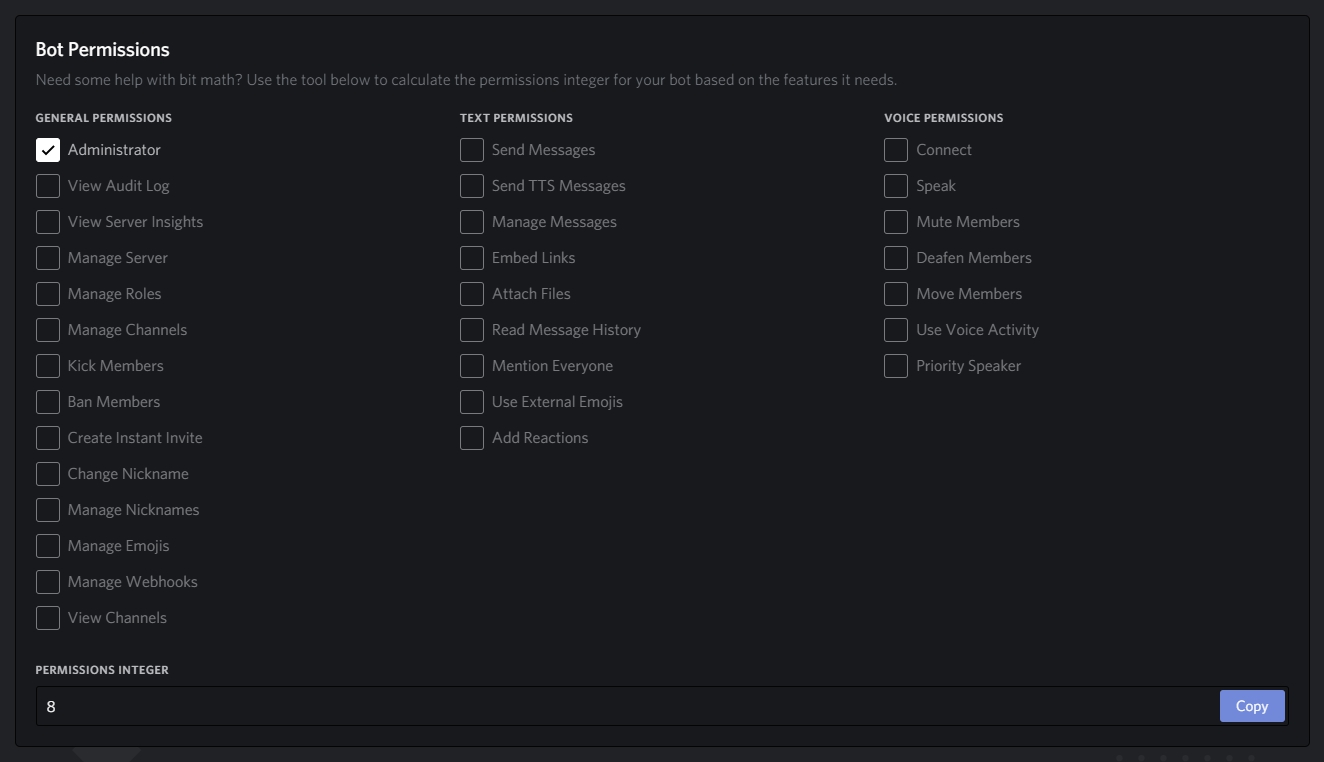 Bot Permissions
Need some help with bit math? Use the tool below to calculate the permissions integer for your bot based on the features it needs.
GENERAL PERMISSIONS
Administrator
View Audit Log
View Server Insights
Manage Server
Manage Roles
Manage Channels
Kick Members
Ban Members
Create Instant Invite
Change Nickname
Manage Nicknames
Manage Emojis
Manage Webhooks
View Channels
TEXT PERMISSIONS
Send Messages
Send TTS Messages
Manage Messages
Embed Links
Attach Files
Read Message History
Mention Everyone
Use External Emojis
Add Reactions
VOICE PERMISSIONS
Connect
Speak
Mute Members
Deafen Members
Move Members
Use Voice Activity
Priority Speaker
PERMISSIONS INTEGER
8
Copy